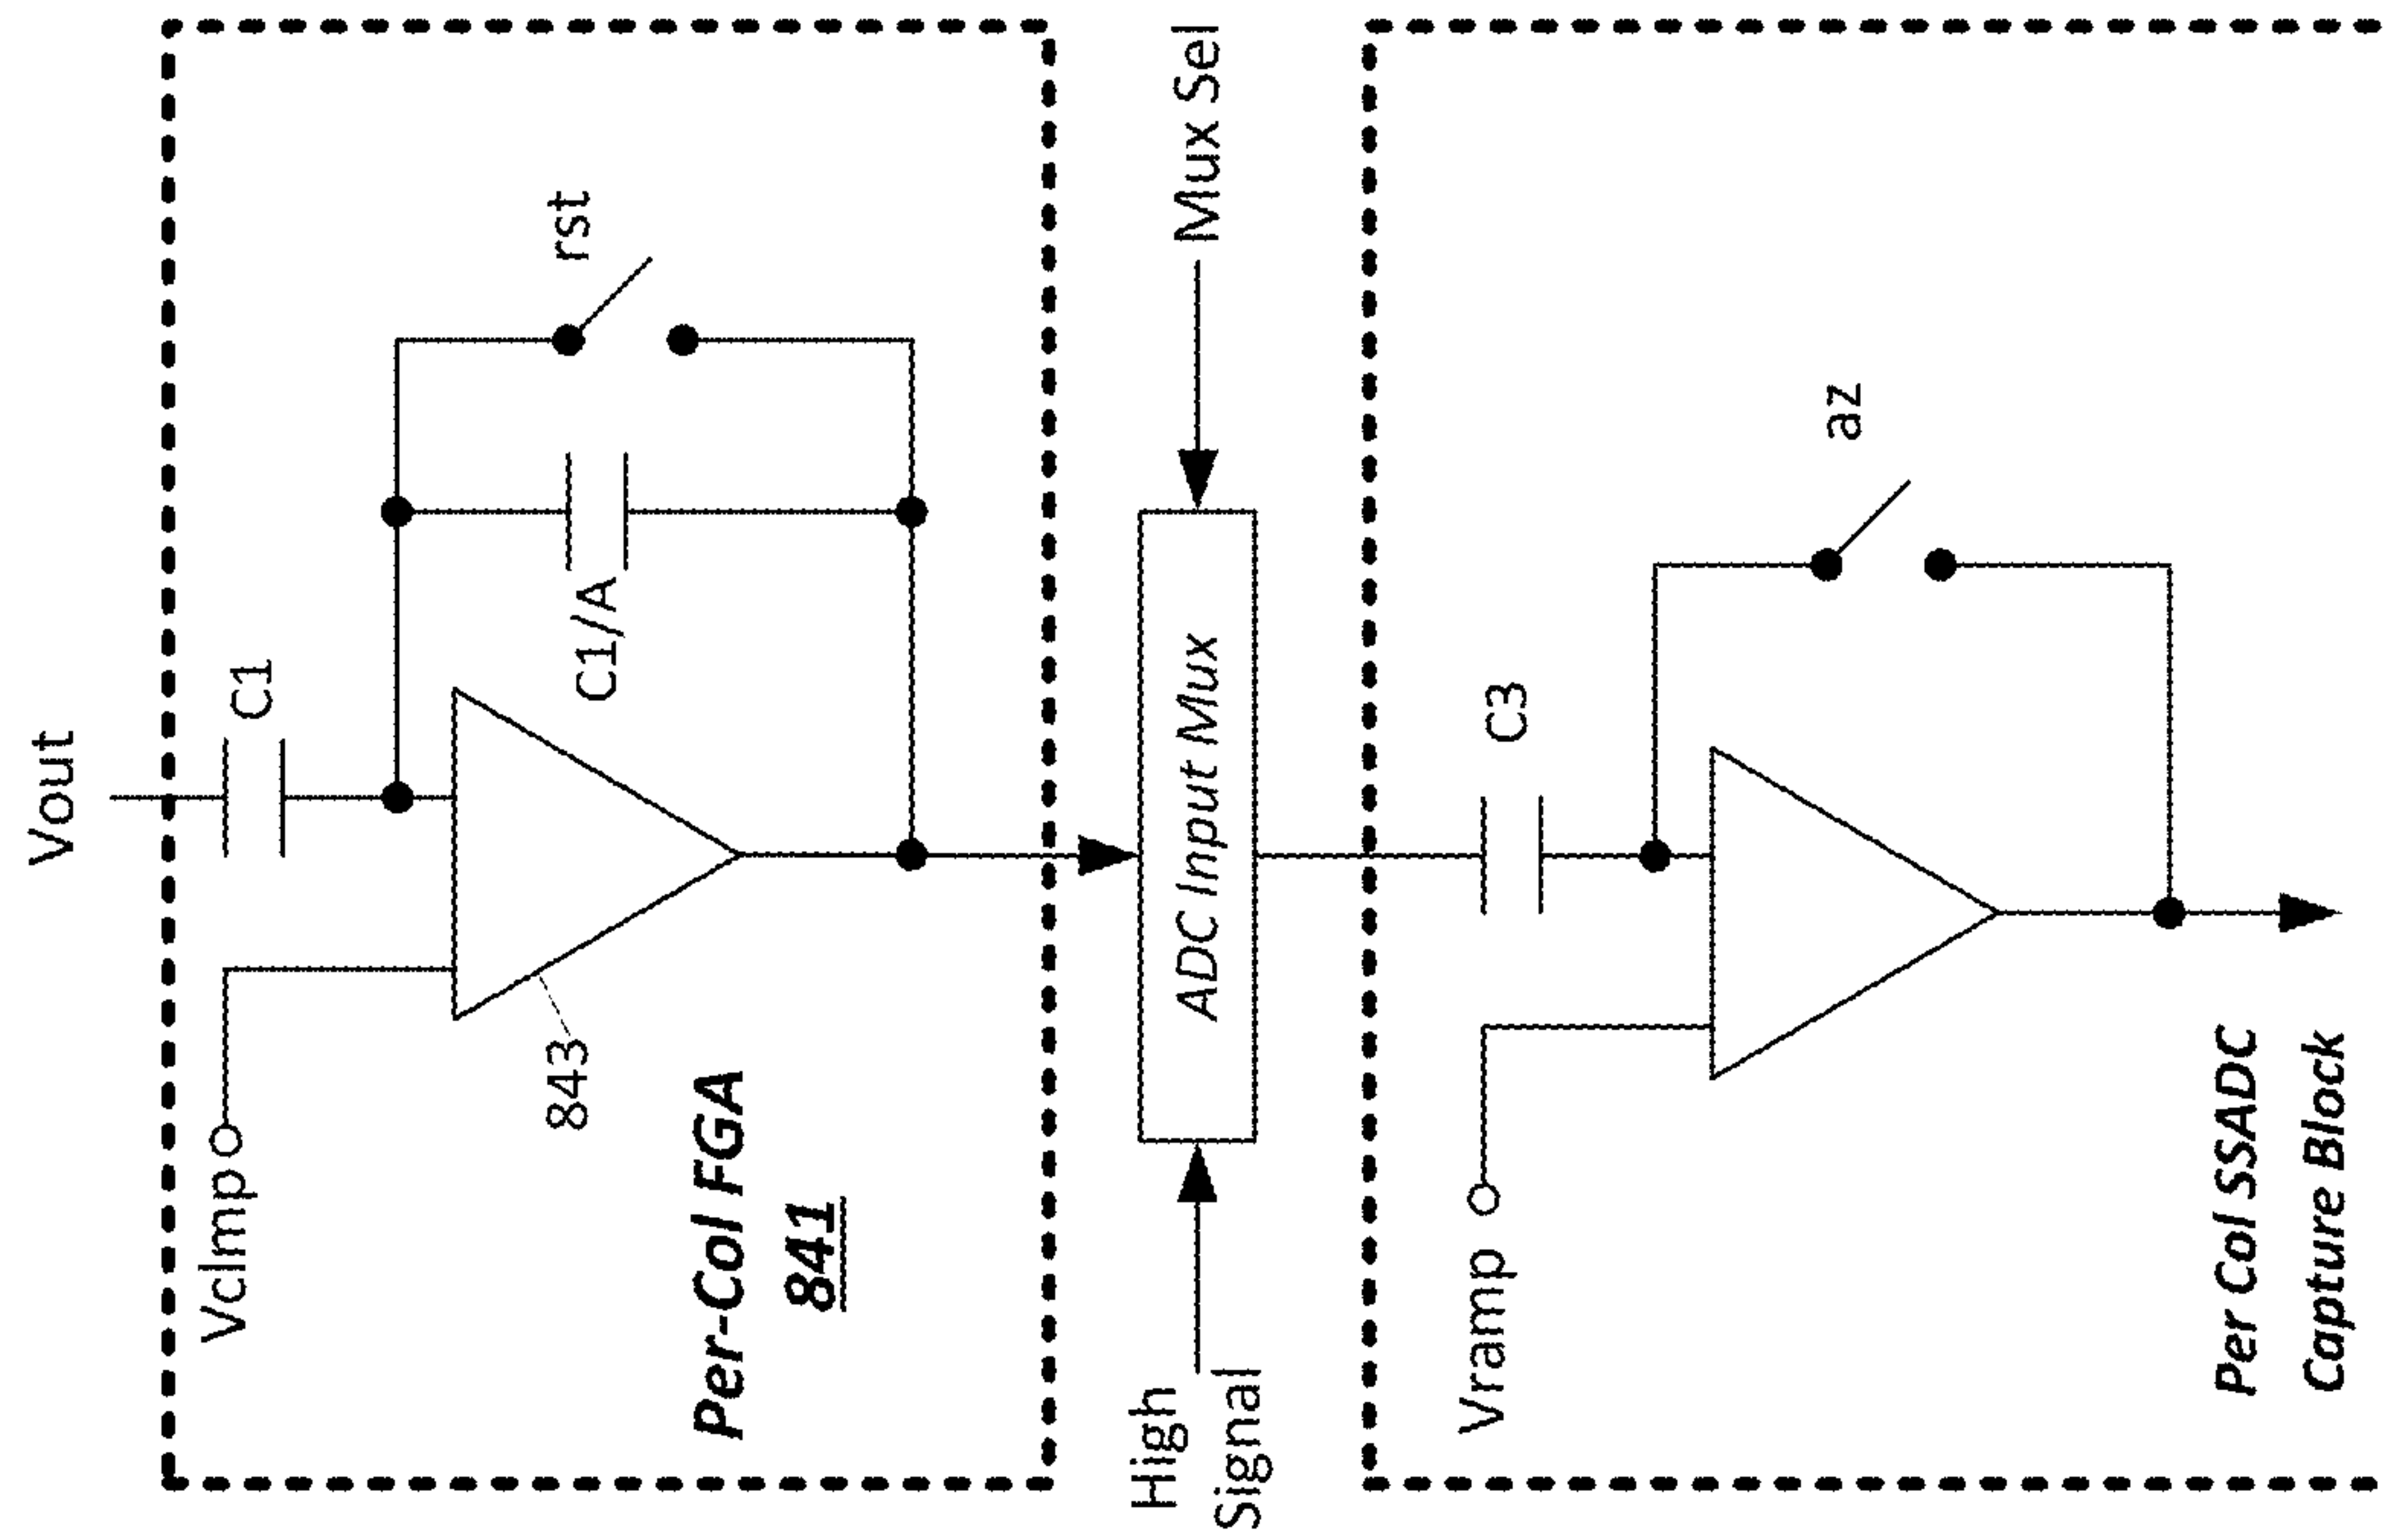 Vout
C1
Vclmp
rst
C1/A
843
Per-Col FGA
841
High
Signal
ADC Input Mux
Mux Sel
C3
Vramp
az
Per Col SSADC
Capture Block